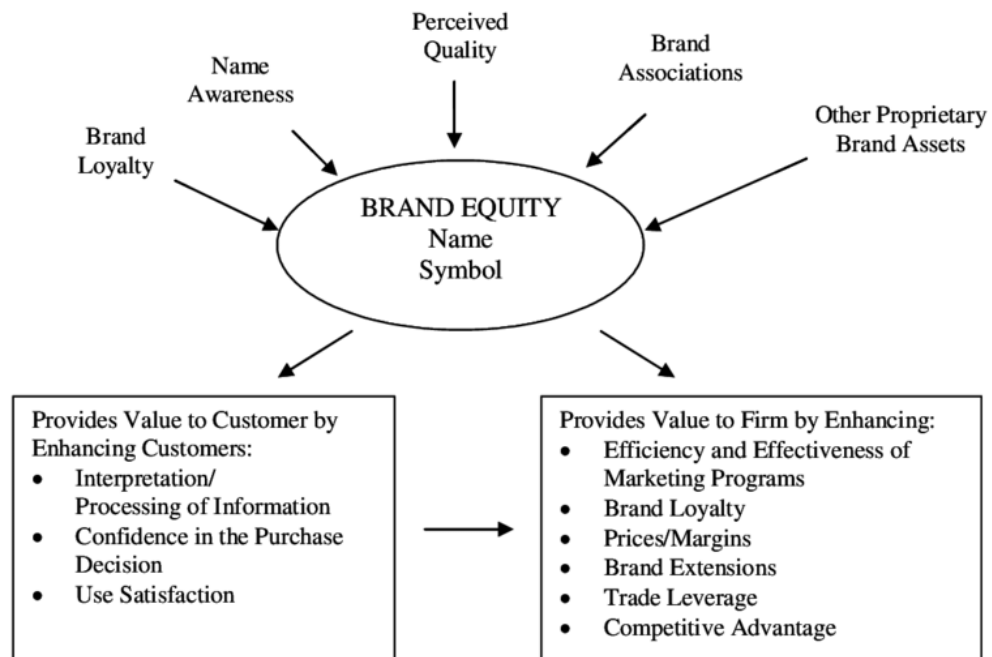 Perceived
Quality
Brand
Associations
Name
Awareness
Other Proprietary
Brand Assets
Brand
Loyalty
BRAND EQUITY
Name
Symbol
Provides Value to Customer by
Enhancing Customers:
• Interpretation/
Processing of Information
• Confidence in the Purchase
Decision
• Use Satisfaction
Provides Value to Firm by Enhancing:
• Efficiency and Effectiveness of
Marketing Programs
• Brand Loyalty
• Prices/Margins
• Brand Extensions
• Trade Leverage
• Competitive Advantage